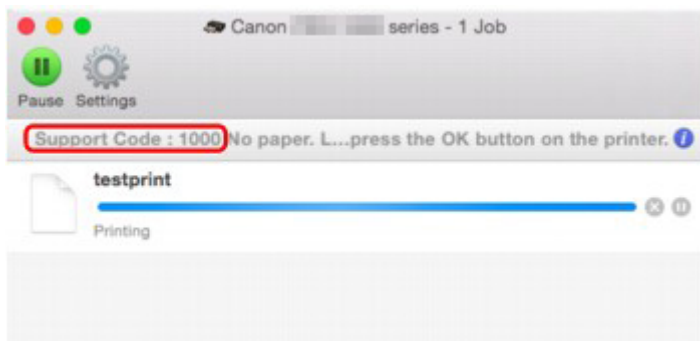 Canon series - 1 Job
Pause Settings
Support Code : 1000 No paper. L...press the OK button on the printer.
testprint
Printing